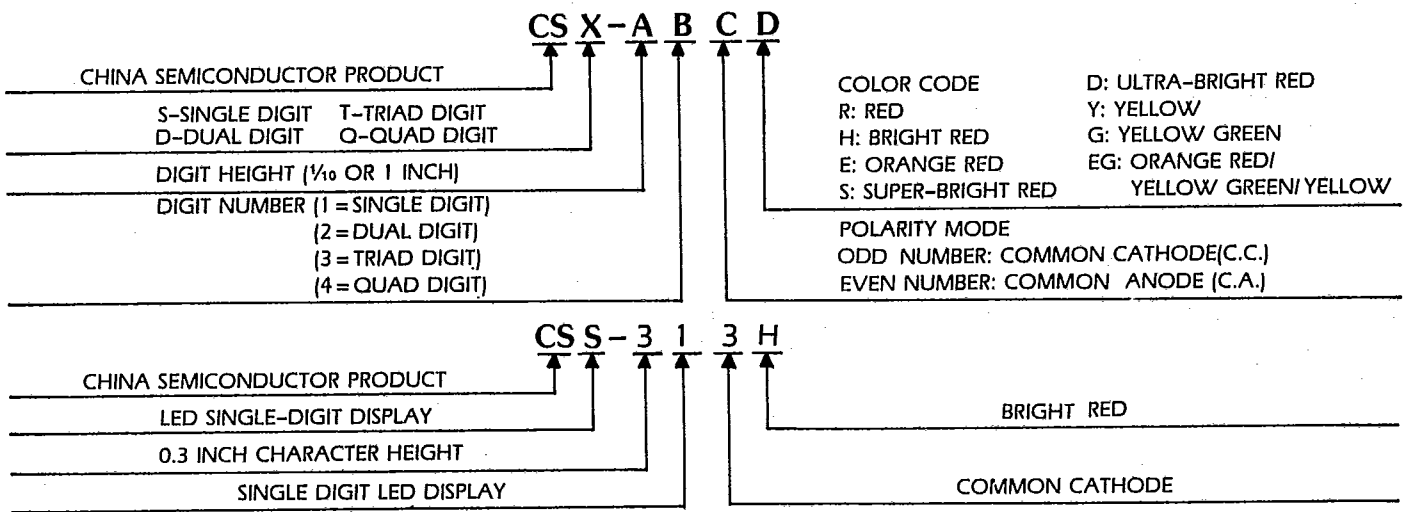 CS X-A B C D
CHINA SEMICONDUCTOR PRODUCT
S-SINGLE DIGIT T-TRIAD DIGIT
D-DUAL DIGIT Q-QUAD DIGIT
DIGIT HEIGHT (1/10 OR 1 INCH)
DIGIT NUMBER (1=SINGLE DIGIT)
(2=DUAL DIGIT)
(3=TRIAD DIGIT)
(4=QUAD DIGIT)
COLOR CODE D: ULTRA-BRIGHT RED
R: RED Y: YELLOW
H: BRIGHT RED G: YELLOW GREEN
E: ORANGE RED EG: ORANGE RED/
S: SUPER-BRIGHT RED YELLOW GREEN/YELLOW
POLARITY MODE
ODD NUMBER: COMMON CATHODE(C.C.)
EVEN NUMBER: COMMON ANODE (C.A.)
CS S-3 1 3 H
CHINA SEMICONDUCTOR PRODUCT
LED SINGLE-DIGIT DISPLAY
0.3 INCH CHARACTER HEIGHT
SINGLE DIGIT LED DISPLAY
BRIGHT RED
COMMON CATHODE